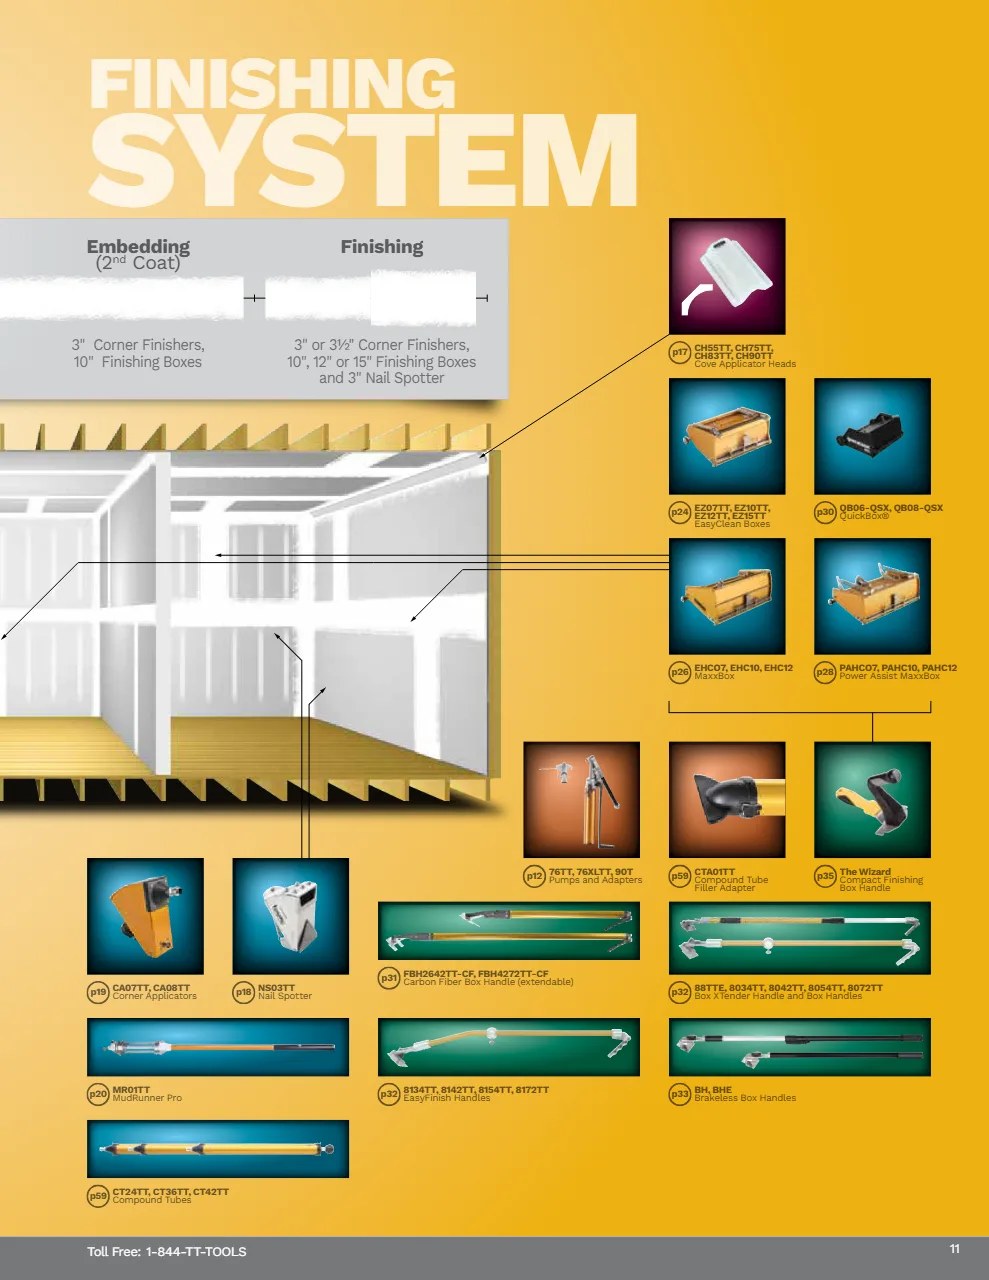 FINISHING
SYSTEM
Embedding
(2nd Coat)
3" Corner Finishers,
10" Finishing Boxes
Finishing
3" or 3½" Corner Finishers,
10", 12" or 15" Finishing Boxes
and 3" Nail Spotter
p17 CH55TT, CH75TT,
CH83TT, CH90TT
Cove Applicator Heads
p24 EZ07TT, EZ10TT,
EZ12TT, EZ15TT
EasyClean Boxes
p30 QB06-QSX, QB08-QSX
QuickBox®
p26 EHC07, EHC10, EHC12
MaxxBox
p28 PAHC07, PAHC10, PAHC12
Power Assist MaxxBox
p12 76TT, 76XLTT, 90T
Pumps and Adapters
p59 CTA01TT
Compound Tube
Filler Adapter
p35 The Wizard
Compact Finishing
Box Handle
p19 CA07TT, CA08TT
Corner Applicators
p18 NS03TT
Nail Spotter
p31 FBH2642TT-CF, FBH4272TT-CF
Carbon Fiber Box Handle (extendable)
p32 88TTE, 8034TT, 8042TT, 8054TT, 8072TT
Box XTender Handle and Box Handles
p20 MR01TT
MudRunner Pro
p32 8134TT, 8142TT, 8154TT, 8172TT
EasyFinish Handles
p33 BH, BHE
Brakeless Box Handles
p59 CT24TT, CT36TT, CT42TT
Compound Tubes
Toll Free: 1-844-TT-TOOLS
11